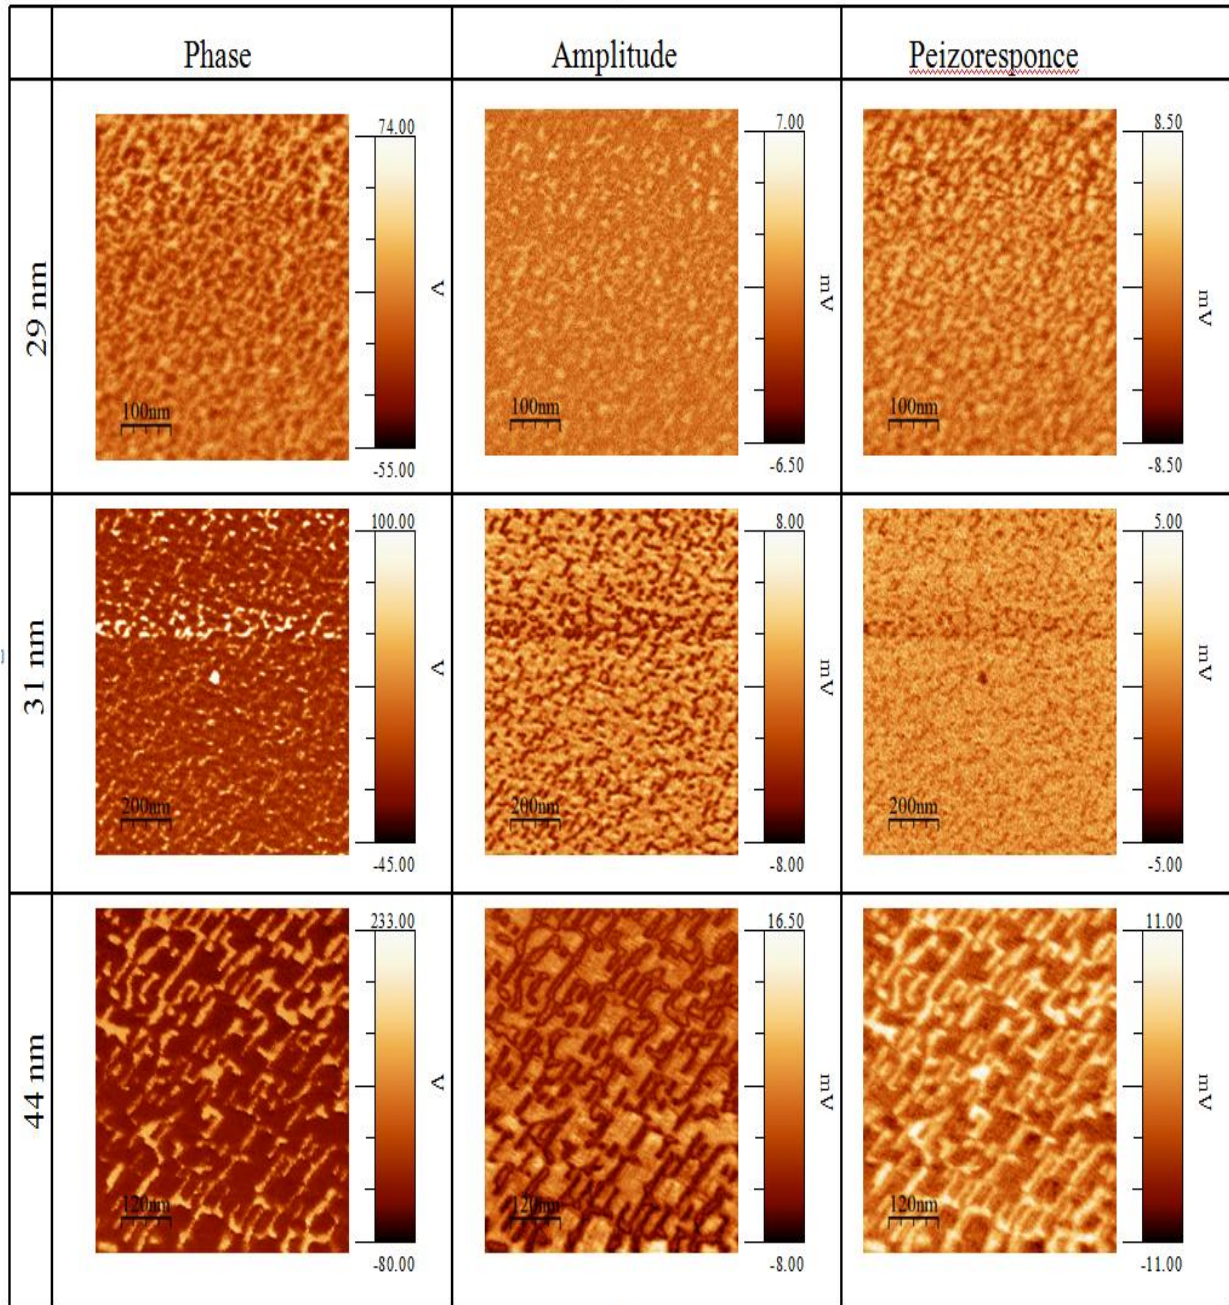 Phase Amplitude Peizoresponce
29 nm
74.00
V
-55.00
100nm
7.00
mV
-6.50
100nm
8.50
mV
-8.50
100nm
31 nm
100.00
V
-45.00
200nm
8.00
mV
-8.00
200nm
5.00
mV
-5.00
200nm
44 nm
233.00
V
-80.00
120nm
16.50
mV
-8.00
120nm
11.00
mV
-11.00
120nm